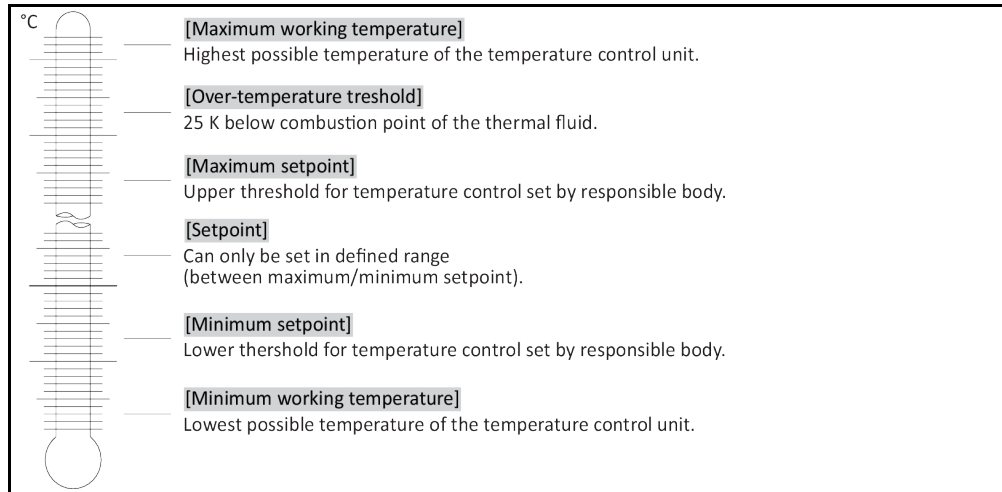 °C
[Maximum working temperature]
Highest possible temperature of the temperature control unit.
[Over-temperature treshold]
25 K below combustion point of the thermal fluid.
[Maximum setpoint]
Upper threshold for temperature control set by responsible body.
[Setpoint]
Can only be set in defined range
(between maximum/minimum setpoint).
[Minimum setpoint]
Lower thershold for temperature control set by responsible body.
[Minimum working temperature]
Lowest possible temperature of the temperature control unit.